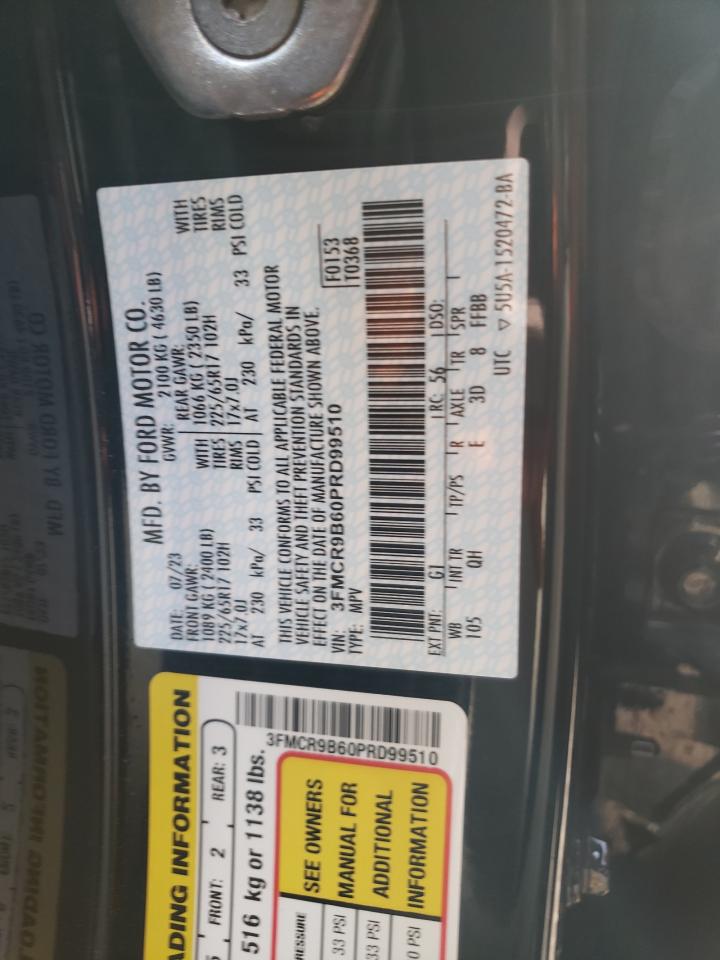 MFD. BY FORD MOTOR CO.
DATE: 07/23 GVWR: 2100 KG ( 4630 LB)
FRONT GAWR: REAR GAWR:
1089 KG ( 2400 LB) WITH 1066 KG ( 2350 LB) WITH
225/65R17 102H TIRES 225/65R17 102H TIRES
17x7.0J RIMS 17x7.0J RIMS
AT 230 kPa/ 33 PSI COLD AT 230 kPa/ 33 PSI COLD
THIS VEHICLE CONFORMS TO ALL APPLICABLE FEDERAL MOTOR
VEHICLE SAFETY AND THEFT PREVENTION STANDARDS IN
EFFECT ON THE DATE OF MANUFACTURE SHOWN ABOVE.
F0153
T0368
VIN: 3FMCR9B60PRD99510
TYPE: MPV
EXT PNT: G1 RC: 56 DSO:
WB INT TR TP/PS R AXLE TR SPR
105 QH E 3D 8 FFBB
UTC ▽ 5U5A-1520472-BA
ADING INFORMATION
FRONT: 2 REAR: 3
516 kg or 1138 lbs.
3FMCR9B60PRD99510
RESSURE
33 PSI
33 PSI
0 PSI
SEE OWNERS
MANUAL FOR
ADDITIONAL
INFORMATION